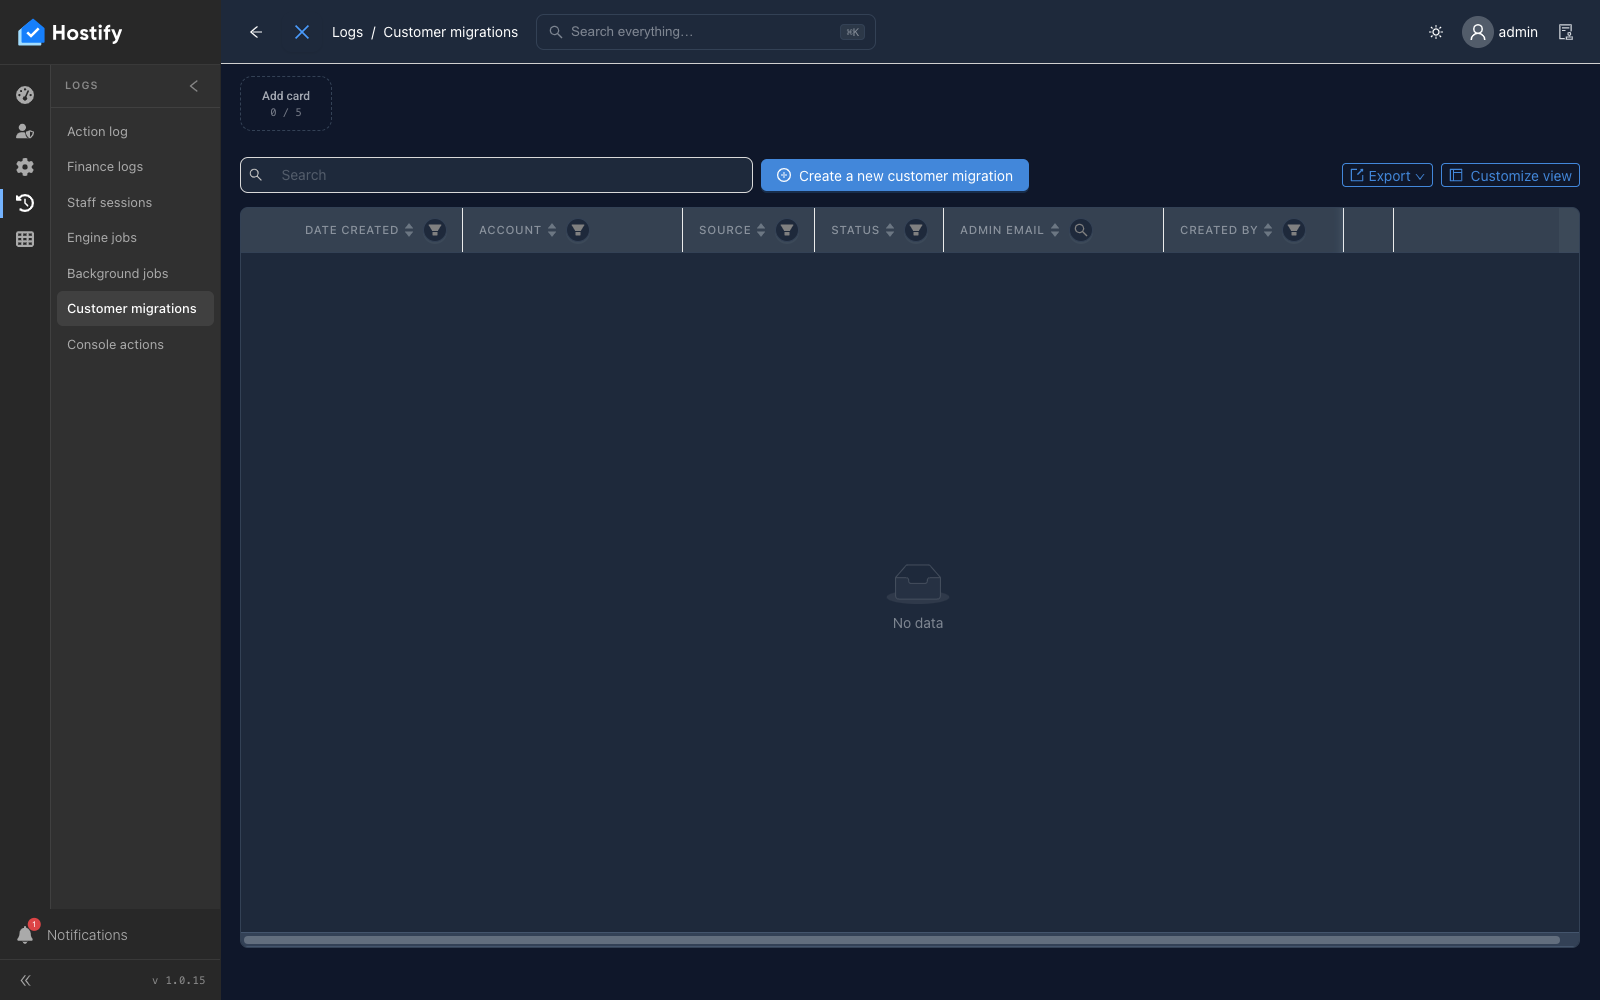 Hostify
Logs / Customer migrations
Search everything...
⌘K
admin
LOGS
Action log
Finance logs
Staff sessions
Engine jobs
Background jobs
Customer migrations
Console actions
Notifications
1
v 1.0.15
Add card
0 / 5
Search
Create a new customer migration
Export
Customize view
DATE CREATED
ACCOUNT
SOURCE
STATUS
ADMIN EMAIL
CREATED BY
No data